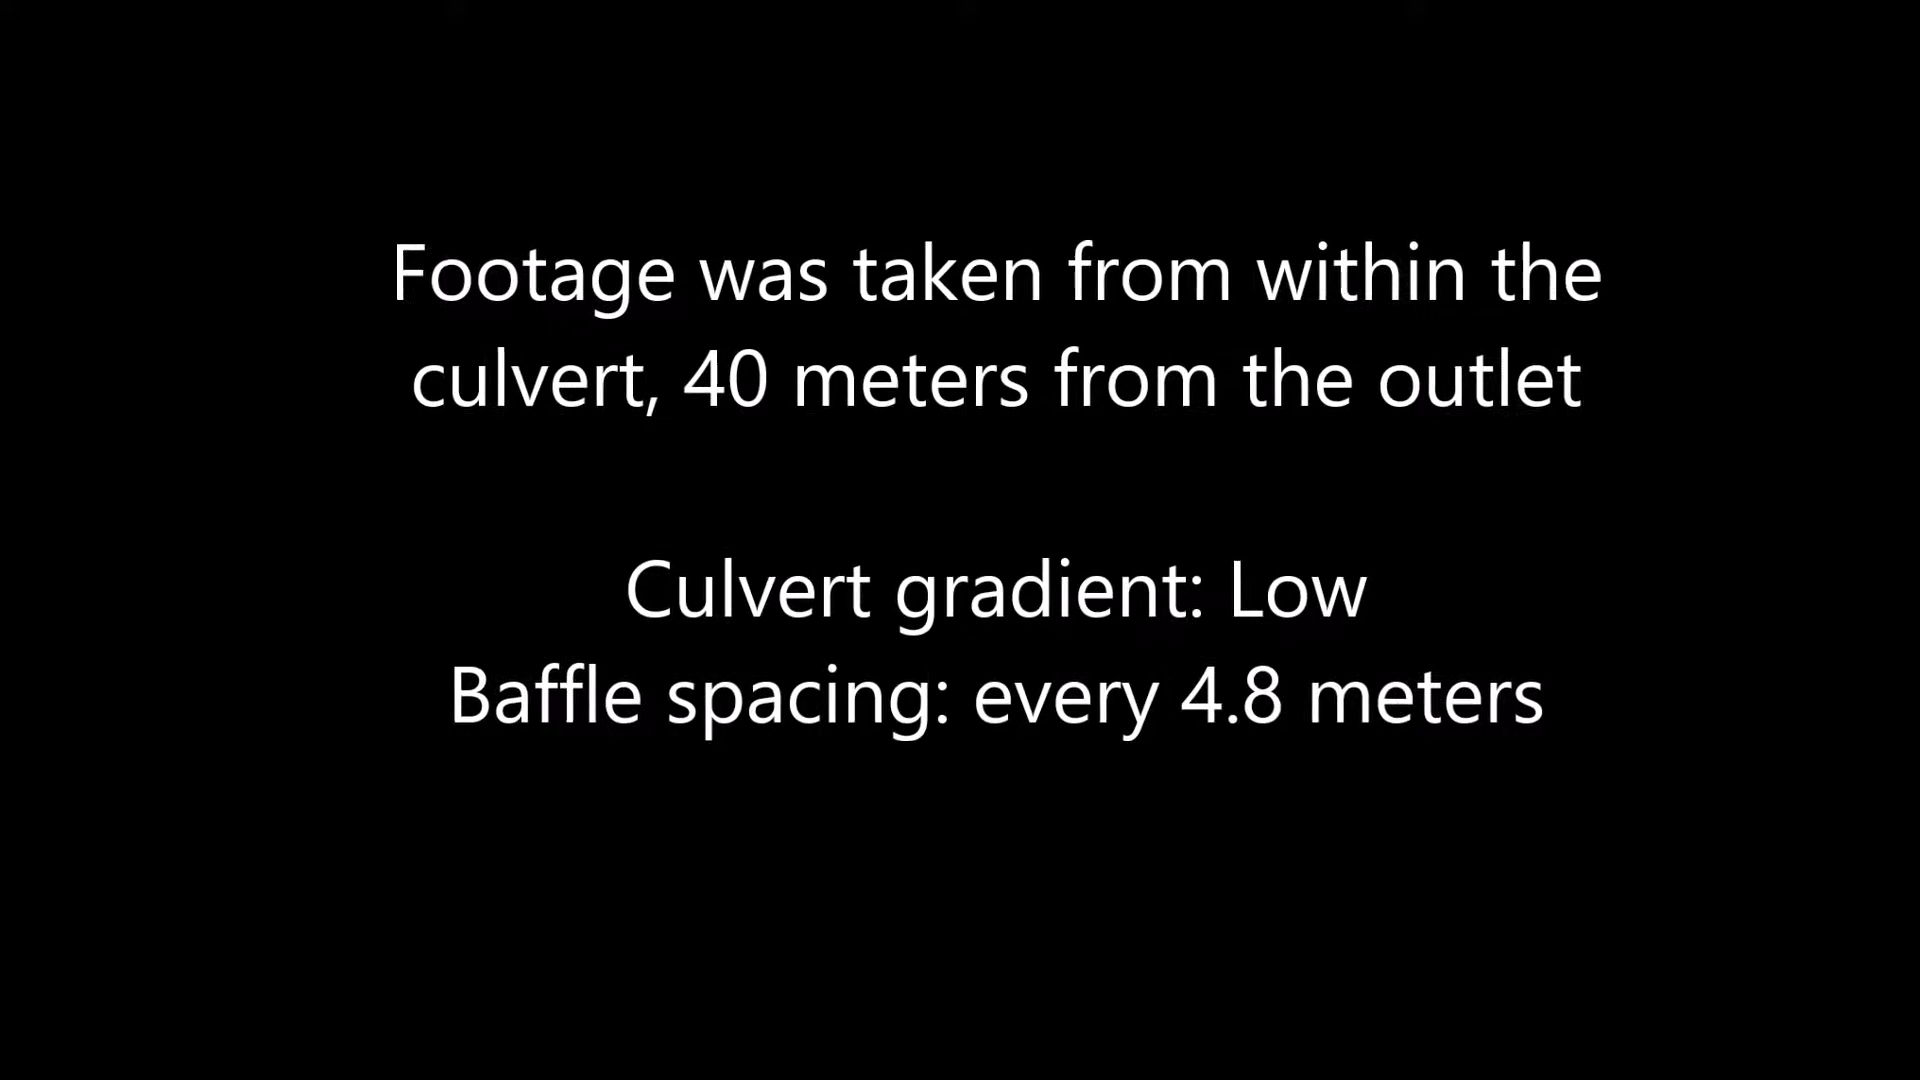 Footage was taken from within the
culvert, 40 meters from the outlet
Culvert gradient: Low
Baffle spacing: every 4.8 meters